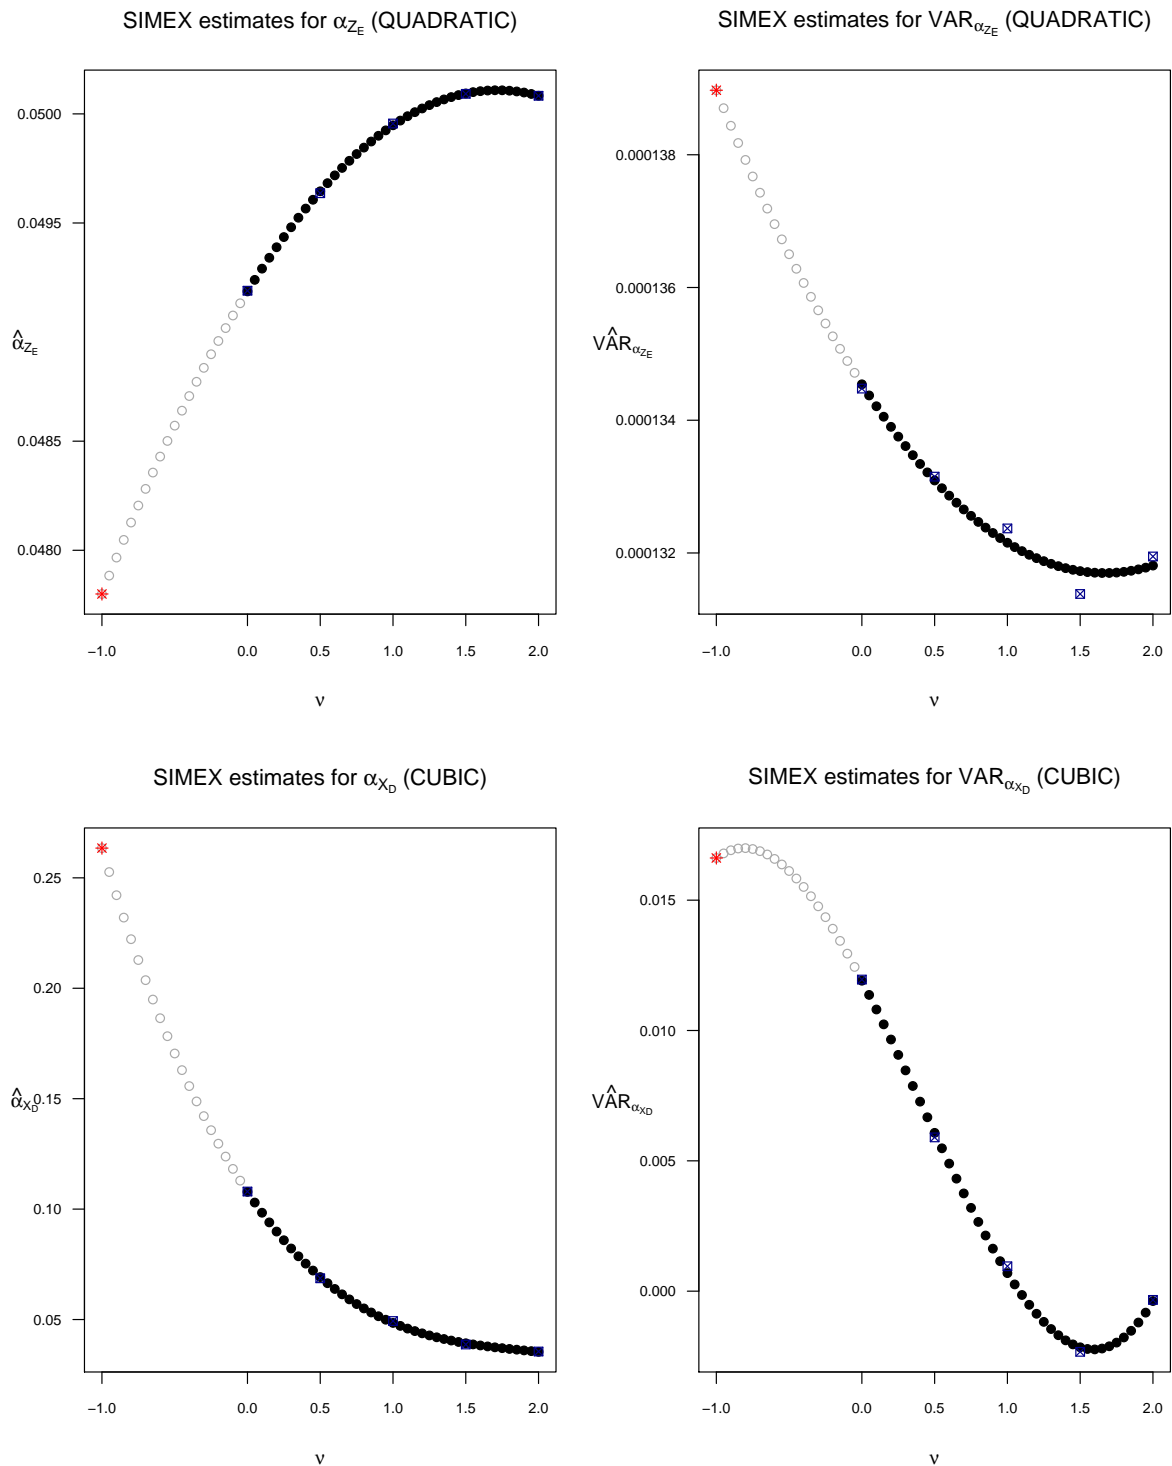 SIMEX estimates for α_{Z_E} (QUADRATIC)
0.0500
0.0495
0.0485
0.0480
α̂_{Z_E}
−1.0 0.0 0.5 1.0 1.5 2.0
ν
SIMEX estimates for VAR_{α_{Z_E}} (QUADRATIC)
0.000138
0.000136
0.000134
0.000132
VÂR_{α_{Z_E}}
−1.0 0.0 0.5 1.0 1.5 2.0
ν
SIMEX estimates for α_{X_D} (CUBIC)
0.25
0.20
0.15
0.10
0.05
α̂_{X_D}
−1.0 0.0 0.5 1.0 1.5 2.0
ν
SIMEX estimates for VAR_{α_{X_D}} (CUBIC)
0.015
0.010
0.005
0.000
VÂR_{α_{X_D}}
−1.0 0.0 0.5 1.0 1.5 2.0
ν